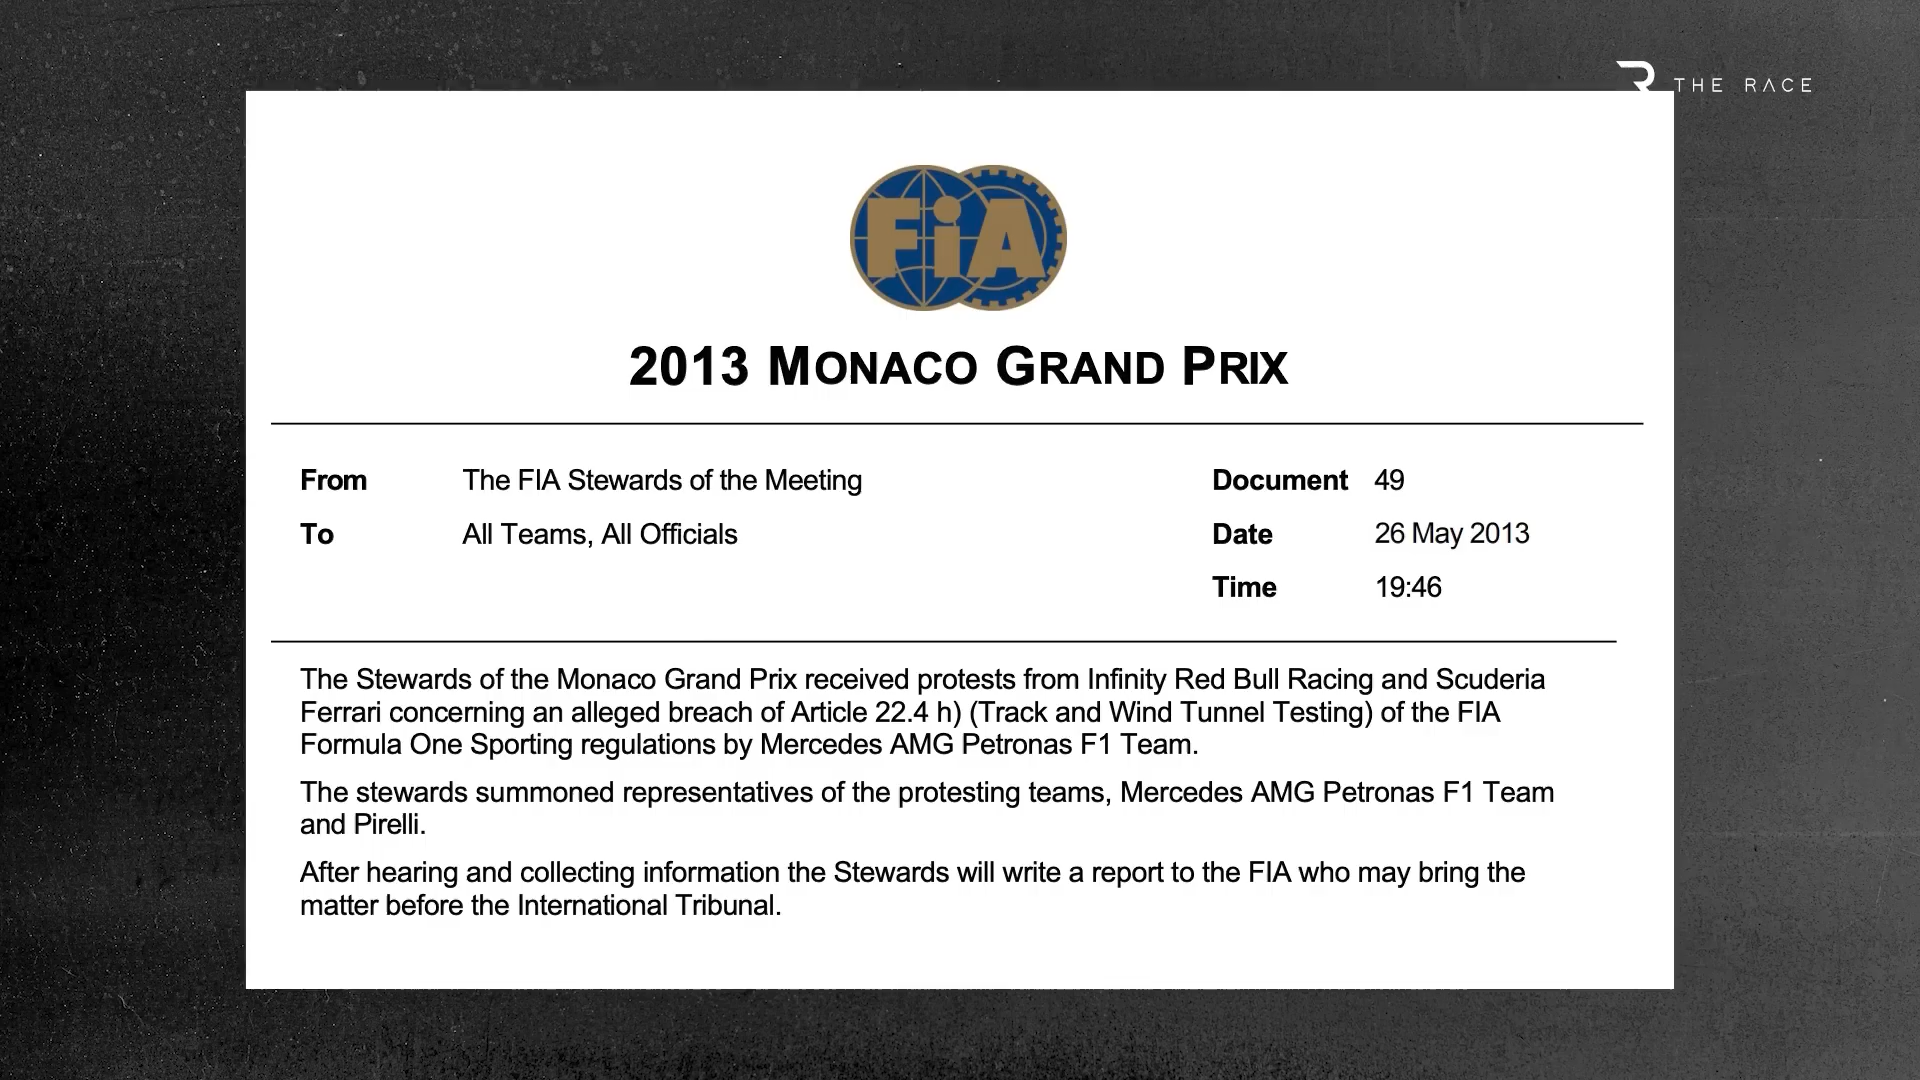 THE RACE
FiA
2013 MONACO GRAND PRIX
From The FIA Stewards of the Meeting Document 49
To All Teams, All Officials Date 26 May 2013
Time 19:46
The Stewards of the Monaco Grand Prix received protests from Infinity Red Bull Racing and Scuderia
Ferrari concerning an alleged breach of Article 22.4 h) (Track and Wind Tunnel Testing) of the FIA
Formula One Sporting regulations by Mercedes AMG Petronas F1 Team.
The stewards summoned representatives of the protesting teams, Mercedes AMG Petronas F1 Team
and Pirelli.
After hearing and collecting information the Stewards will write a report to the FIA who may bring the
matter before the International Tribunal.